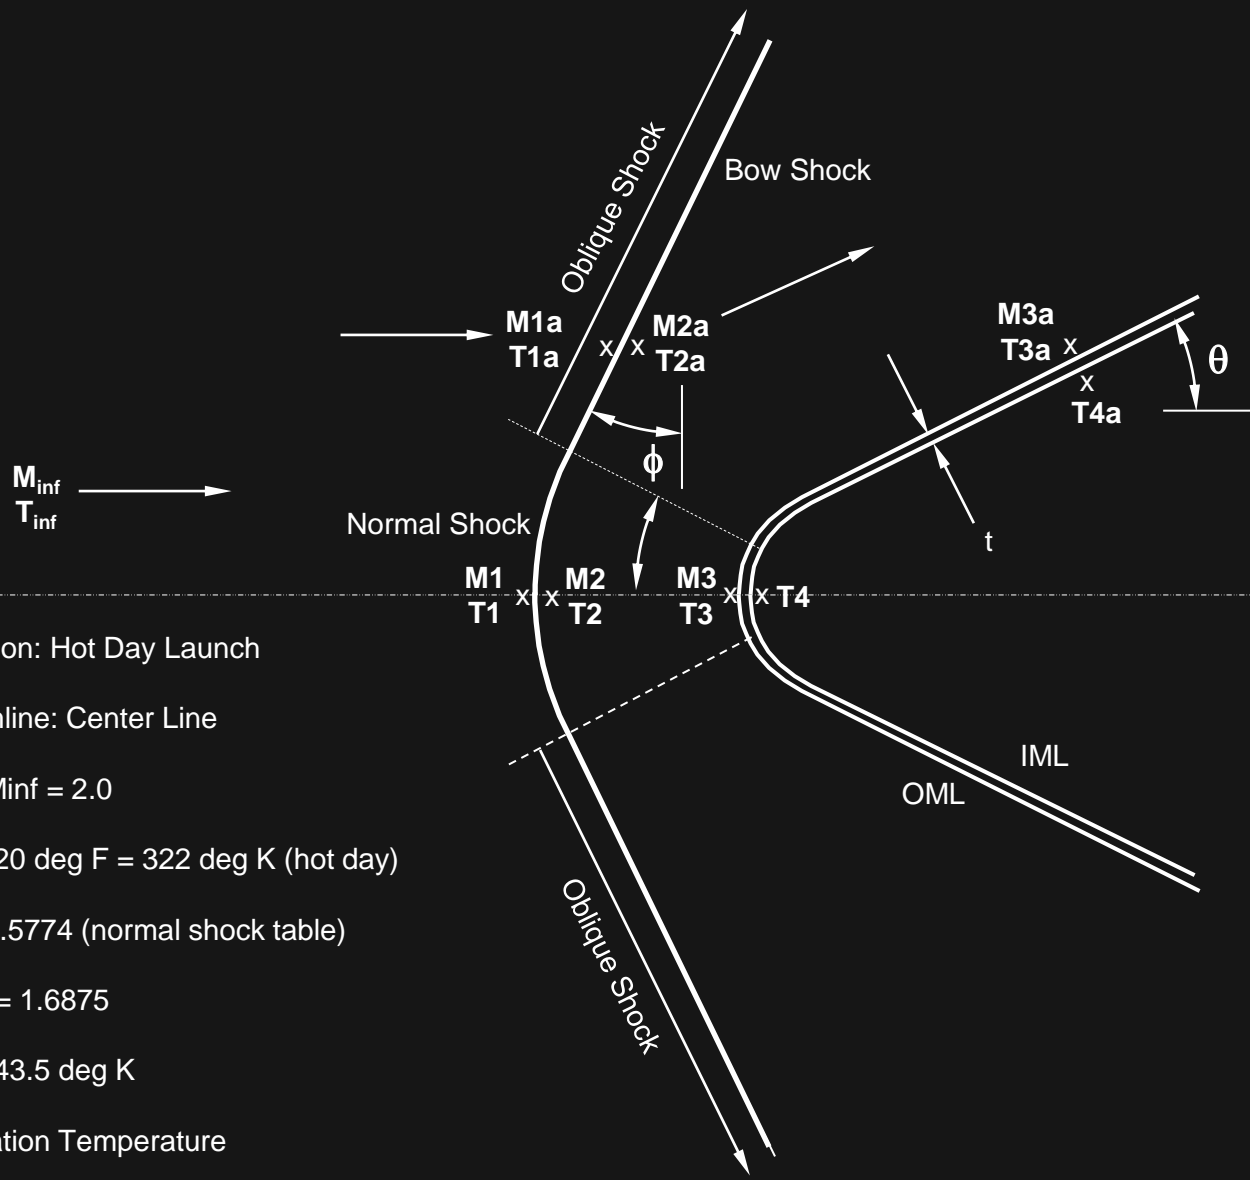 Oblique Shock
Bow Shock
M1a
T1a
x x
M2a
T2a
M3a
T3a x
x
T4a
θ
ϕ
Minf
Tinf
Normal Shock
t
M1
T1 x
x M2
T2
M3
T3 x
x T4
on: Hot Day Launch
line: Center Line
inf = 2.0
20 deg F = 322 deg K (hot day)
.5774 (normal shock table)
= 1.6875
43.5 deg K
ation Temperature
IML
OML
Oblique Shock